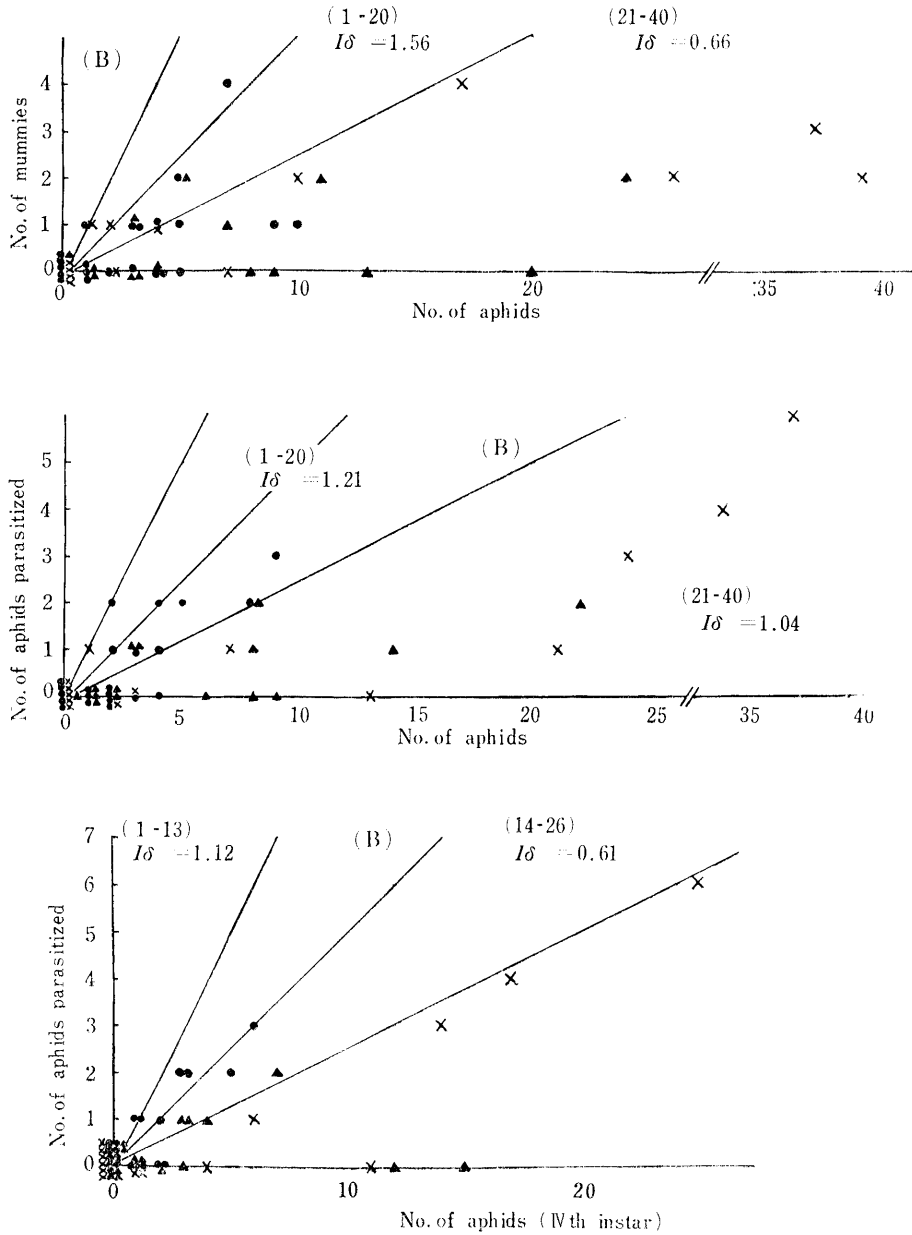 (1-20) (21-40)
(B) Iδ =1.56 Iδ =0.66
4
3
2
1
0
No. of mummies
0 10 20 35 40
No. of aphids
(1-20) (B)
Iδ =1.21
5
4
3
2
1
0
No. of aphids parasitized
(21-40)
Iδ =1.04
0 5 10 15 20 25 35 40
No. of aphids
(1-13) (B) (14-26)
Iδ =1.12 Iδ =0.61
7
6
5
4
3
2
1
0
No. of aphids parasitized
0 10 20
No. of aphids (Ⅳth instar)